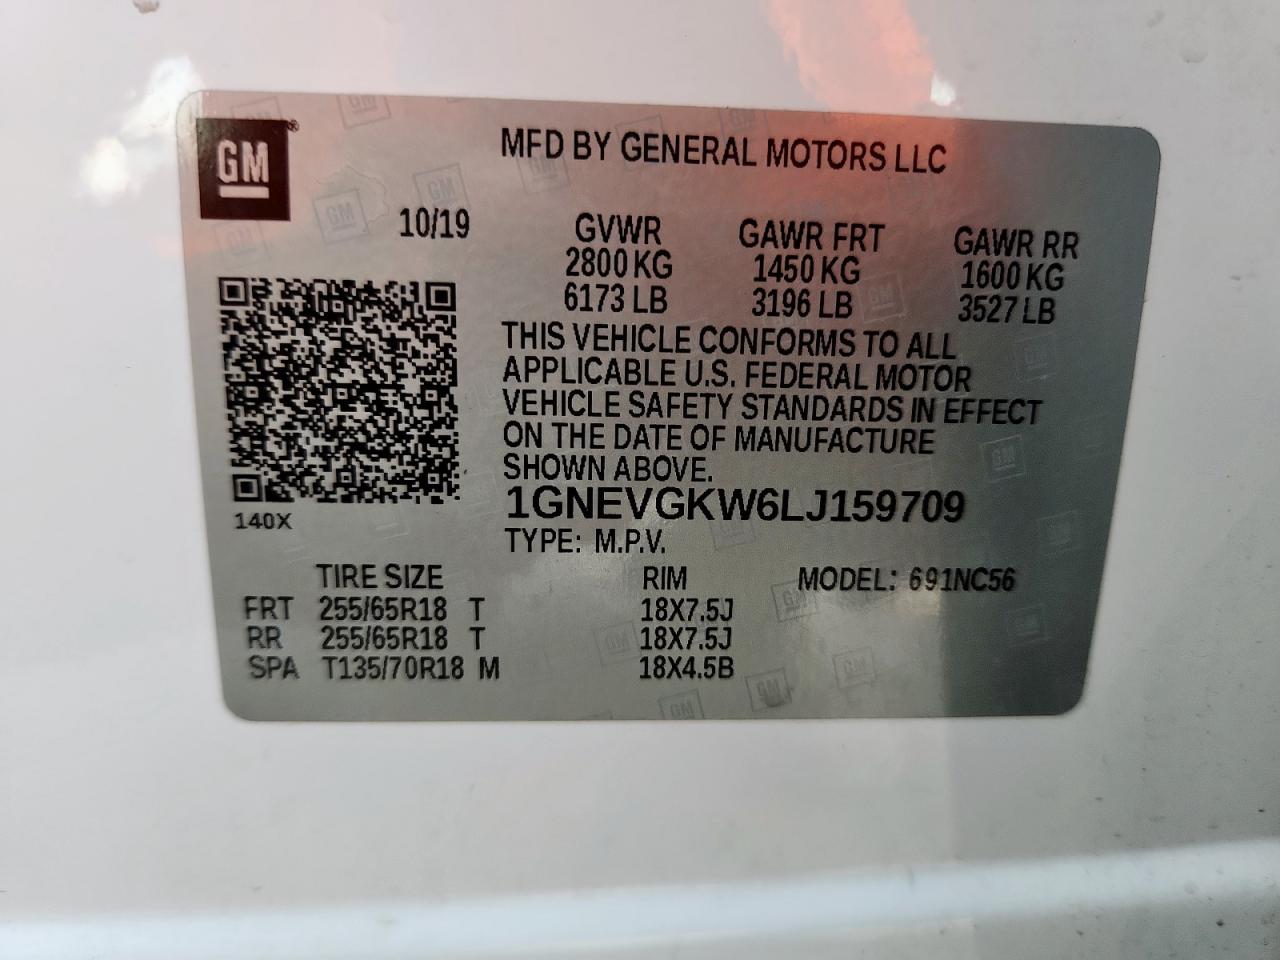 GM®
MFD BY GENERAL MOTORS LLC
10/19 GVWR GAWR FRT GAWR RR
2800 KG 1450 KG 1600 KG
6173 LB 3196 LB 3527 LB
THIS VEHICLE CONFORMS TO ALL
APPLICABLE U.S. FEDERAL MOTOR
VEHICLE SAFETY STANDARDS IN EFFECT
ON THE DATE OF MANUFACTURE
SHOWN ABOVE.
1GNEVGKW6LJ159709
140X
TYPE: M.P.V.
TIRE SIZE RIM MODEL: 691NC56
FRT 255/65R18 T 18X7.5J
RR 255/65R18 T 18X7.5J
SPA T135/70R18 M 18X4.5B